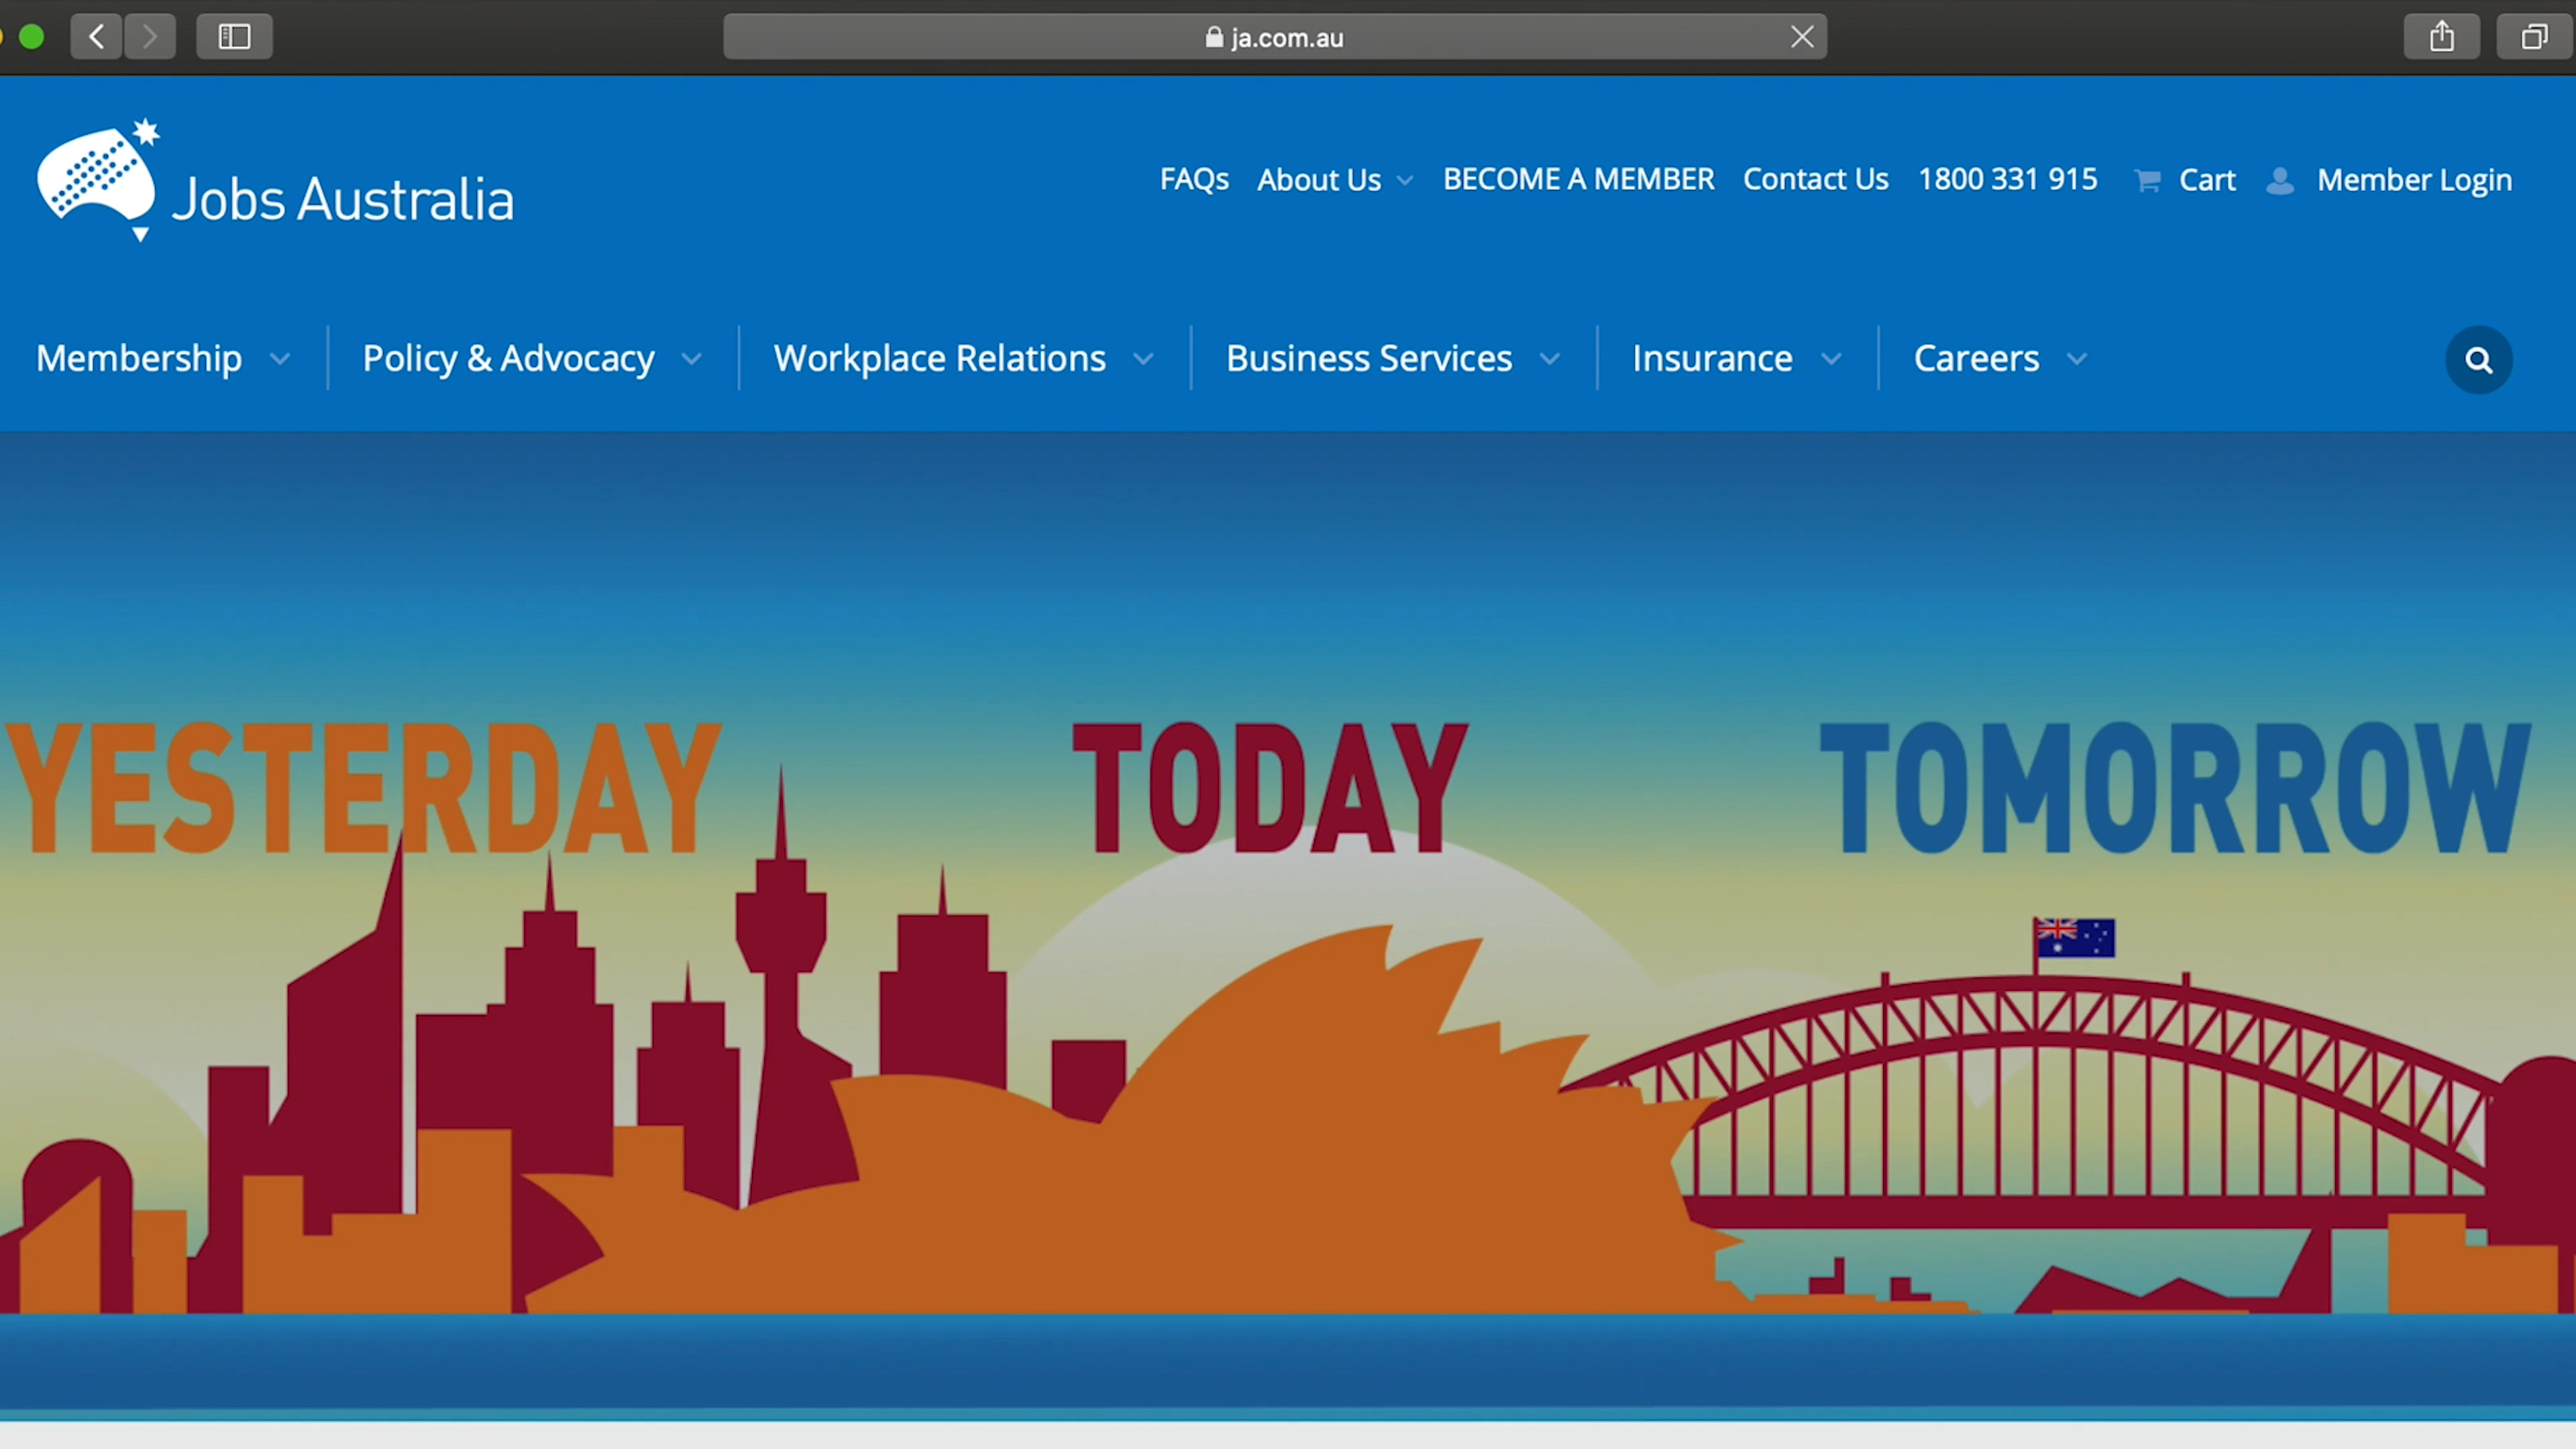 ja.com.au
Jobs Australia
FAQs About Us BECOME A MEMBER Contact Us 1800 331 915 Cart Member Login
Membership Policy & Advocacy Workplace Relations Business Services Insurance Careers
YESTERDAY TODAY TOMORROW